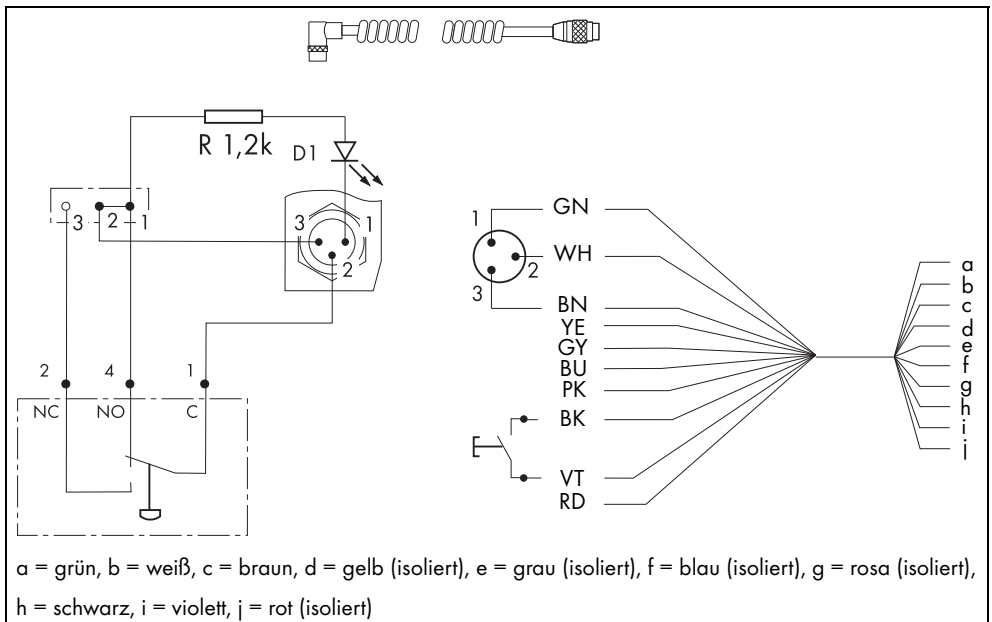 R 1,2k
D1
3 2 1
3 1
2
2 4 1
NC NO C
1 GN
WH
2
3
BN
YE
GY
BU
PK
BK
VT
RD
a
b
c
d
e
f
g
h
i
j
a = grün, b = weiß, c = braun, d = gelb (isoliert), e = grau (isoliert), f = blau (isoliert), g = rosa (isoliert),
h = schwarz, i = violett, j = rot (isoliert)